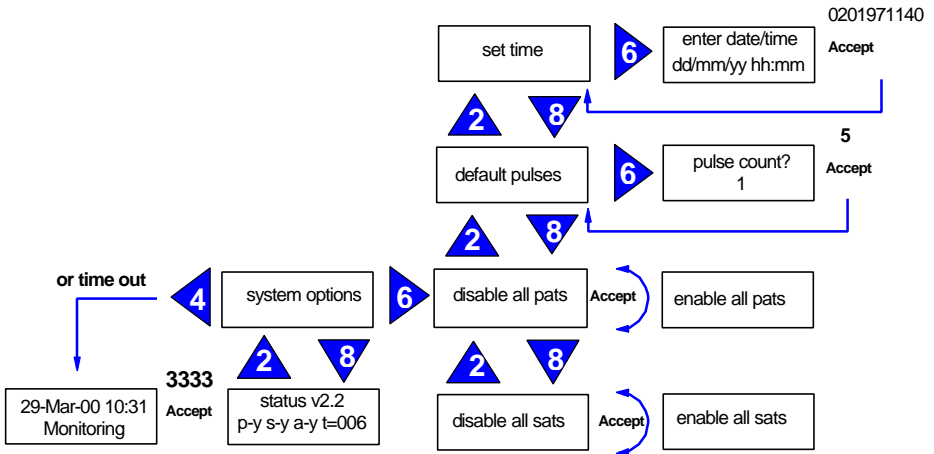 0201971140
set time
6
enter date/time
dd/mm/yy hh:mm
Accept
2
8
5
default pulses
6
pulse count?
1
Accept
2
8
or time out
4
system options
6
disable all pats
Accept
enable all pats
2
8
2
8
3333
29-Mar-00 10:31
Monitoring
Accept
status v2.2
p-y s-y a-y t=006
disable all sats
Accept
enable all sats